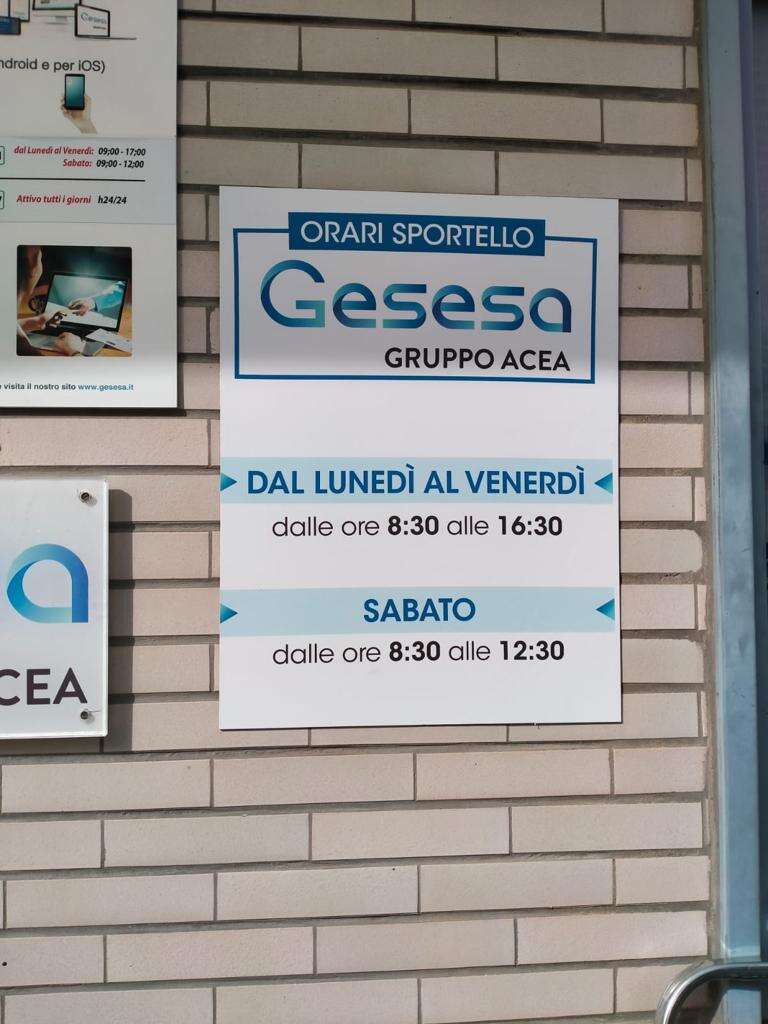 Gesesa
ndroid e per iOS)
dal Lunedì al Venerdì: 09,00 - 17,00
Sabato: 09,00 - 12,00
Attivo tutti i giorni h24/24
visita il nostro sito www.gesesa.it
a
CEA
ORARI SPORTELLO
Gesesa
GRUPPO ACEA
DAL LUNEDÌ AL VENERDÌ
dalle ore 8:30 alle 16:30
SABATO
dalle ore 8:30 alle 12:30